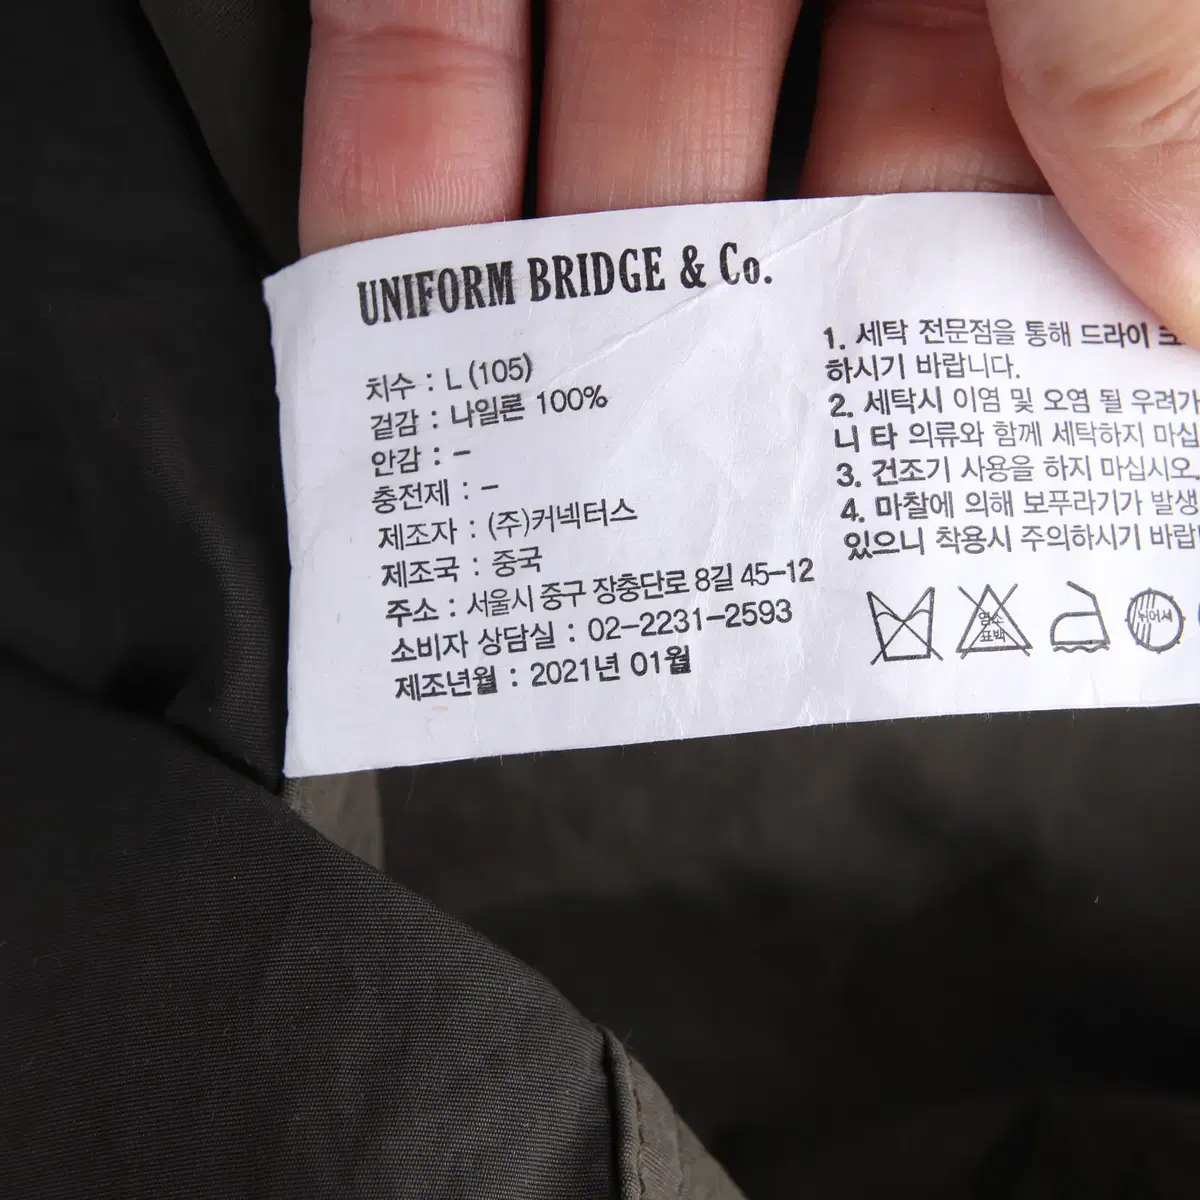 UNIFORM BRIDGE & Co.
치수 : L (105)
겉감 : 나일론 100%
안감 : –
충전제 : –
제조자 : (주)커넥터스
제조국 : 중국
주소 : 서울시 중구 장충단로 8길 45-12
소비자 상담실 : 02-2231-2593
제조년월 : 2021년 01월
1. 세탁 전문점을 통해 드라이
하시기 바랍니다.
2. 세탁시 이염 및 오염 될 우려가
니 타 의류와 함께 세탁하지 마십
3. 건조기 사용을 하지 마십시오.
4. 마찰에 의해 보푸라기가 발생
있으니 착용시 주의하시기 바랍
염소
표백